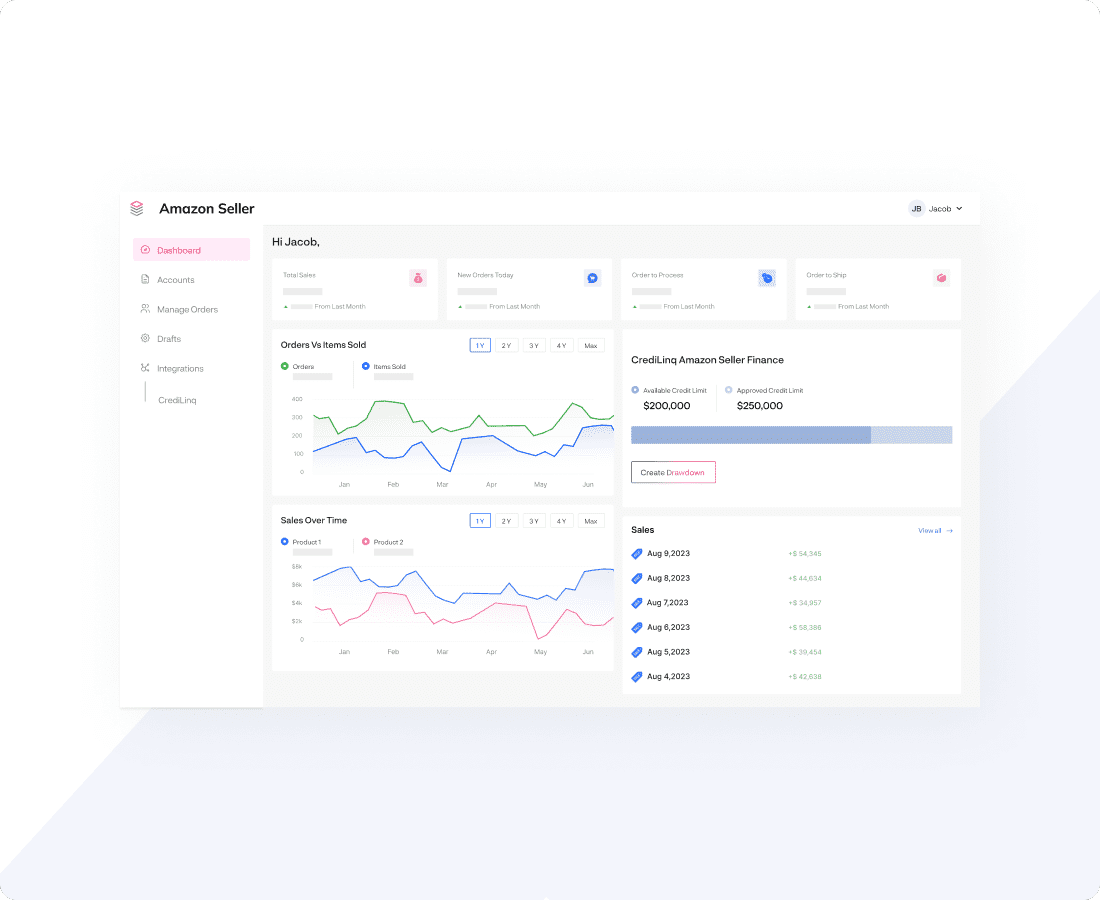 Amazon Seller
JB Jacob
Dashboard
Accounts
Manage Orders
Drafts
Integrations
CrediLinq
Hi Jacob,
Total Sales
From Last Month
New Orders Today
From Last Month
Order to Process
From Last Month
Order to Ship
From Last Month
Orders Vs Items Sold
1 Y 2 Y 3 Y 4 Y Max
Orders Items Sold
400
300
200
100
0
Jan Feb Mar Apr May Jun
CrediLinq Amazon Seller Finance
Available Credit Limit Approved Credit Limit
$200,000 $250,000
Create Drawdown
Sales Over Time
1 Y 2 Y 3 Y 4 Y Max
Product 1 Product 2
$8k
$6k
$4k
$2k
0
Jan Feb Mar Apr May Jun
Sales View all →
Aug 9,2023 +$ 54,345
Aug 8,2023 +$ 44,634
Aug 7,2023 +$ 34,957
Aug 6,2023 +$ 58,386
Aug 5,2023 +$ 39,454
Aug 4,2023 +$ 42,638